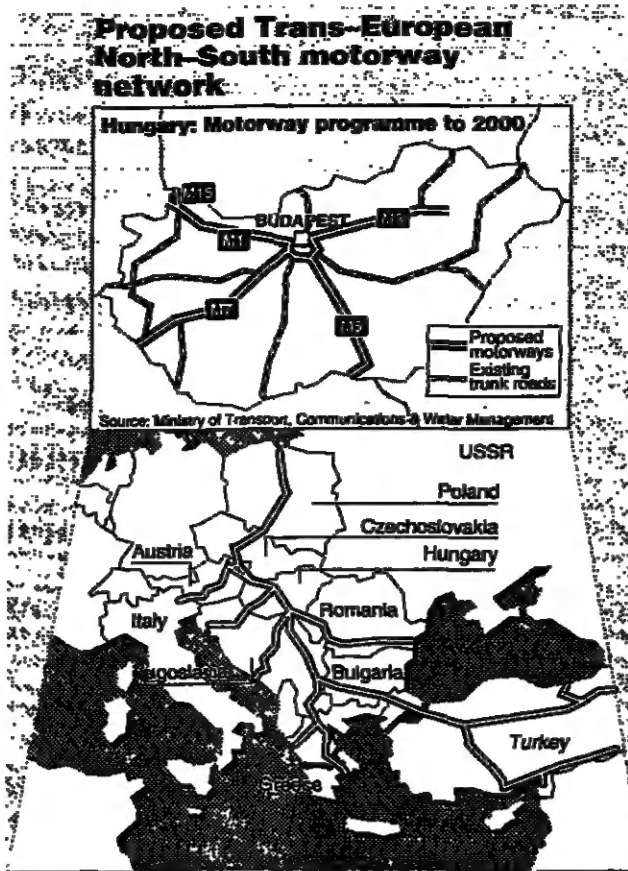 Proposed Trans-European
North-South motorway
network
Hungary: Motorway programme to 2000
M15
BUDAPEST
M3
M1
M7
M5
Proposed
motorways
Existing
trunk roads
Source: Ministry of Transport, Communications & Water Management
USSR
Poland
Czechoslovakia
Austria
Hungary
Italy
Romania
Yugoslavia
Bulgaria
Turkey
Greece